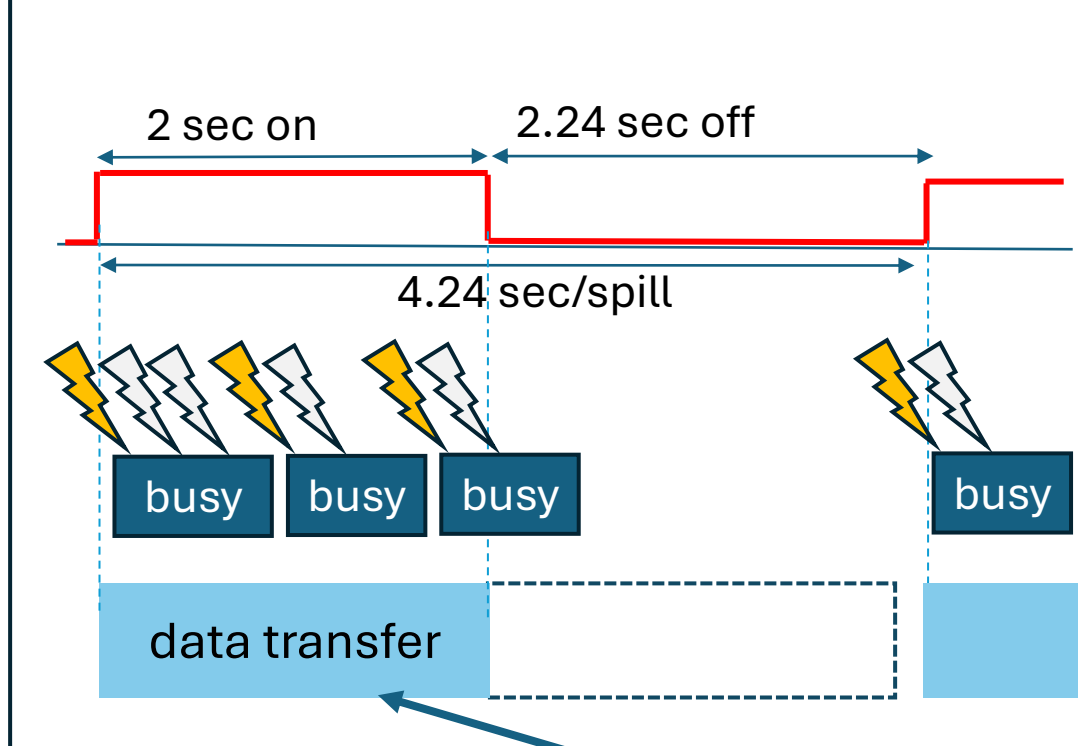 2 sec on
2.24 sec off
4.24 sec/spill
busy
busy
busy
busy
data transfer